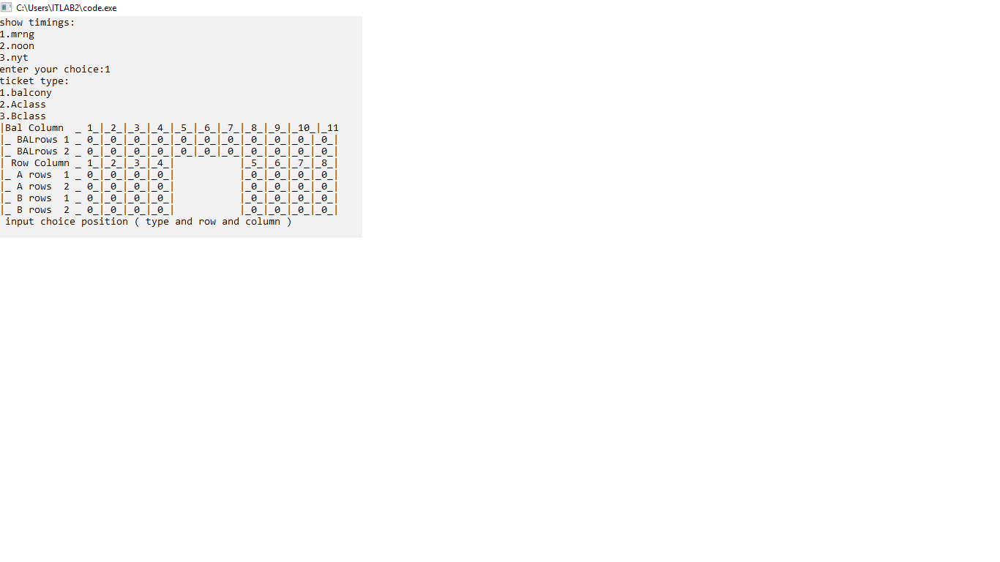 C:\Users\ITLAB2\code.exe
show timings:
1.mrng
2.noon
3.nyt
enter your choice:1
ticket type:
1.balcony
2.Aclass
3.Bclass
|Bal Column  _ 1_|_2_|_3_|_4_|_5_|_6_|_7_|_8_|_9_|_10_|_11
|_ BALrows 1 _ 0_|_0_|_0_|_0_|_0_|_0_|_0_|_0_|_0_|_0_|_0_|
|_ BALrows 2 _ 0_|_0_|_0_|_0_|_0_|_0_|_0_|_0_|_0_|_0_|_0_|
| Row Column _ 1_|_2_|_3_|_4_|           |_5_|_6_|_7_|_8_|
|_ A rows  1 _ 0_|_0_|_0_|_0_|           |_0_|_0_|_0_|_0_|
|_ A rows  2 _ 0_|_0_|_0_|_0_|           |_0_|_0_|_0_|_0_|
|_ B rows  1 _ 0_|_0_|_0_|_0_|           |_0_|_0_|_0_|_0_|
|_ B rows  2 _ 0_|_0_|_0_|_0_|           |_0_|_0_|_0_|_0_|
 input choice position ( type and row and column )